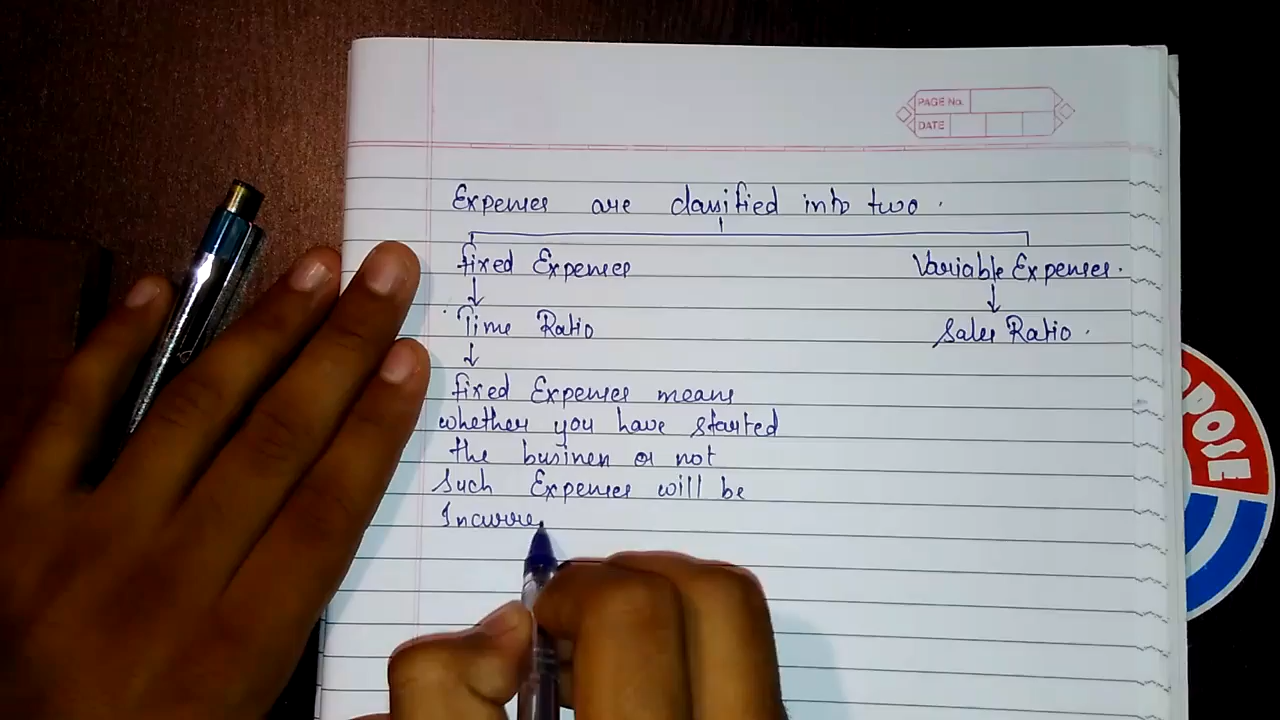 PAGE No.
DATE
Expenses are classified into two.
fixed Expenses Variable Expenses.
Time Ratio Sales Ratio.
fixed Expenses means
whether you have started
the business or not
Such Expenses will be
Incurre
POSE